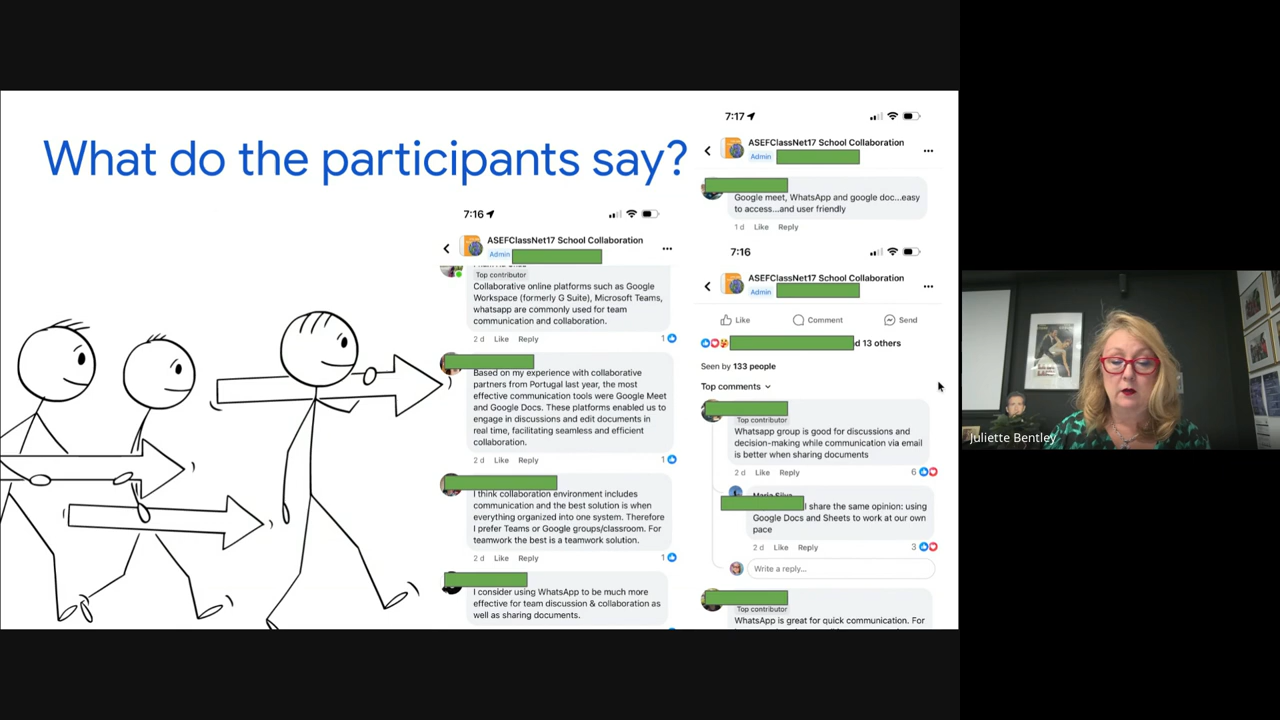 What do the participants say?
7:16
ASEFClassNet17 School Collaboration
Admin
Top contributor
Collaborative online platforms such as Google
Workspace (formerly G Suite), Microsoft Teams,
whatsapp are commonly used for team
communication and collaboration.
2 d Like Reply 1
Based on my experience with collaborative
partners from Portugal last year, the most
effective communication tools were Google Meet
and Google Docs. These platforms enabled us to
engage in discussions and edit documents in
real time, facilitating seamless and efficient
collaboration.
2 d Like Reply 1
I think collaboration environment includes
communication and the best solution is when
everything organized into one system. Therefore
I prefer Teams or Google groups/classroom. For
teamwork the best is a teamwork solution.
2 d Like Reply 1
I consider using WhatsApp to be much more
effective for team discussion & collaboration as
well as sharing documents.
7:17
ASEFClassNet17 School Collaboration
Admin
Google meet, WhatsApp and google doc...easy
to access...and user friendly
1 d Like Reply
7:16
ASEFClassNet17 School Collaboration
Admin
Like Comment Send
d 13 others
Seen by 133 people
Top comments
Top contributor
Whatsapp group is good for discussions and
decision-making while communication via email
is better when sharing documents
2 d Like Reply 6
I share the same opinion: using
Google Docs and Sheets to work at our own
pace
2 d Like Reply 3
Write a reply...
Top contributor
WhatsApp is great for quick communication. For
Juliette Bentley